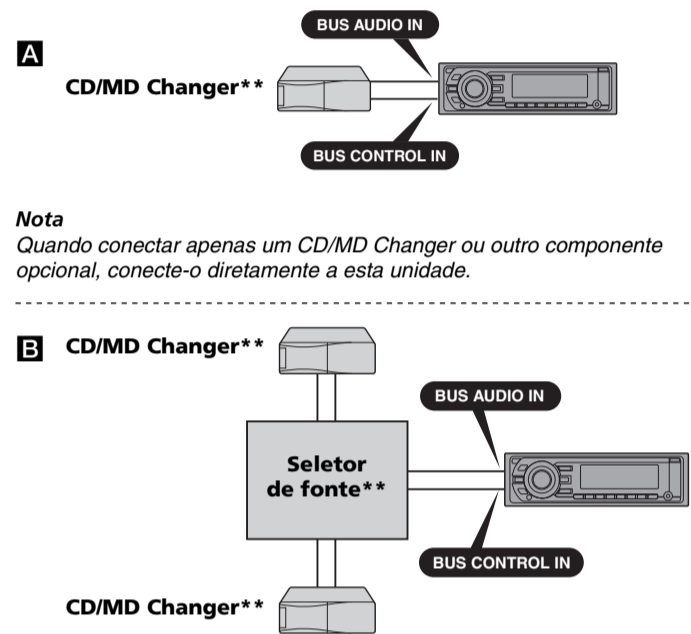 BUS AUDIO IN
A
CD/MD Changer**
BUS CONTROL IN
Nota
Quando conectar apenas um CD/MD Changer ou outro componente
opcional, conecte-o diretamente a esta unidade.
B CD/MD Changer**
BUS AUDIO IN
Seletor
de fonte**
BUS CONTROL IN
CD/MD Changer**